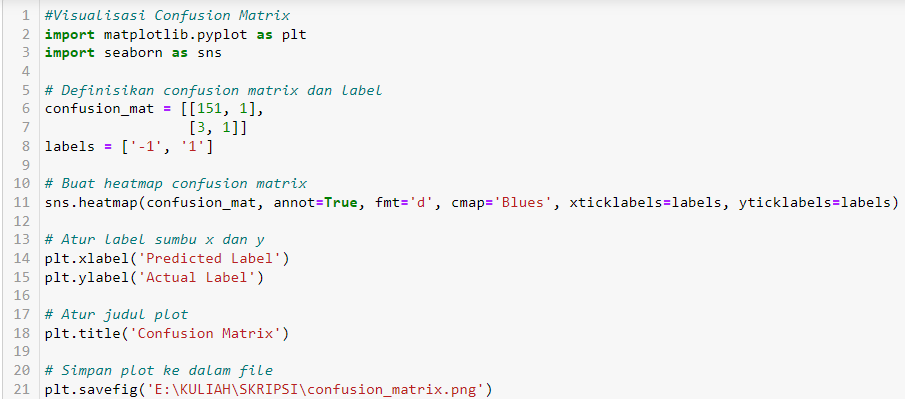 1 #Visualisasi Confusion Matrix
2 import matplotlib.pyplot as plt
3 import seaborn as sns
4
5 # Definisikan confusion matrix dan label
6 confusion_mat = [[151, 1],
7                  [3, 1]]
8 labels = ['-1', '1']
9
10 # Buat heatmap confusion matrix
11 sns.heatmap(confusion_mat, annot=True, fmt='d', cmap='Blues', xticklabels=labels, yticklabels=labels)
12
13 # Atur label sumbu x dan y
14 plt.xlabel('Predicted Label')
15 plt.ylabel('Actual Label')
16
17 # Atur judul plot
18 plt.title('Confusion Matrix')
19
20 # Simpan plot ke dalam file
21 plt.savefig('E:\KULIAH\SKRIPSI\confusion_matrix.png')